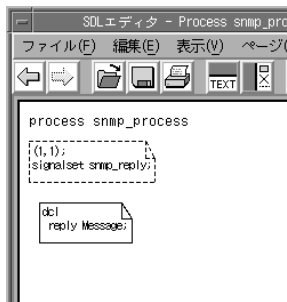 SDLエディタ - Process snmp_pro
ファイル(F) 編集(E) 表示(V) ページ(
TEXT
process snmp_process
(1,1);
signalset snmp_reply;
dcl
reply Message;